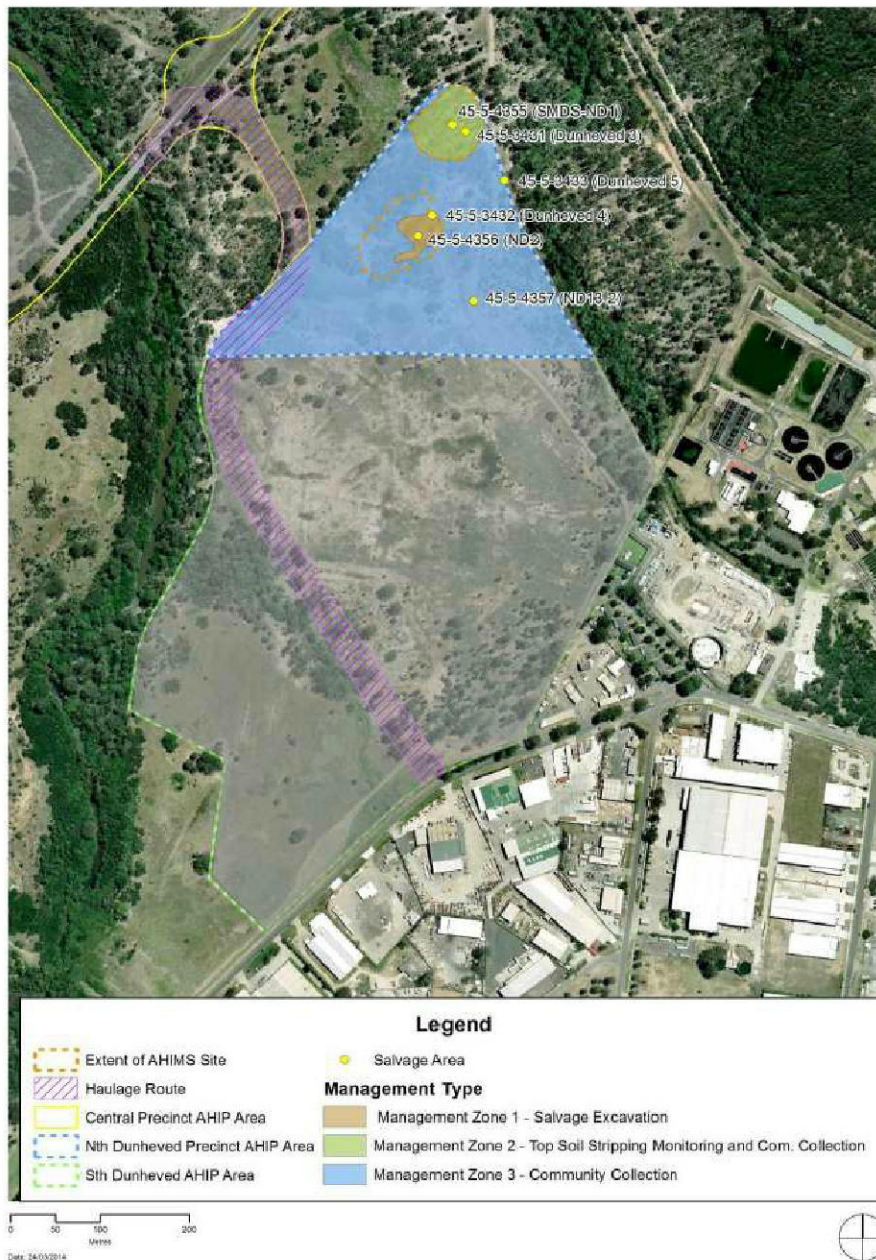 45-5-4355 (SMDS-ND1)
45-5-3431 (Dunheved 3)
45-5-3433 (Dunheved 5)
45-5-3432 (Dunheved 4)
45-5-4356 (ND2)
45-5-4357 (ND13-2)
Legend
Extent of AHIMS Site
Salvage Area
Haulage Route
Management Type
Central Precinct AHIP Area
Management Zone 1 - Salvage Excavation
Nth Dunheved Precinct AHIP Area
Management Zone 2 - Top Soil Stripping Monitoring and Com. Collection
Sth Dunheved AHIP Area
Management Zone 3 - Community Collection
0 50 100 200
Metres
Date: 24/03/2014